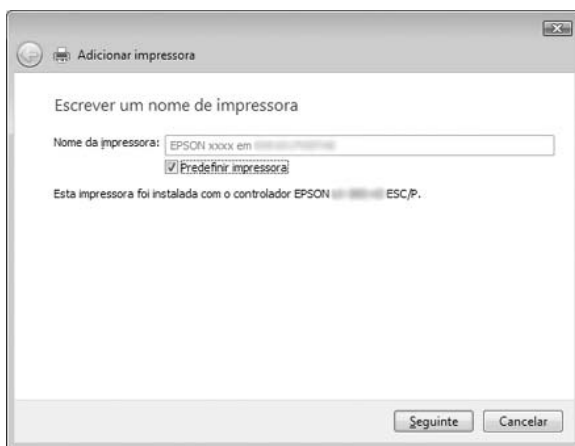 Adicionar impressora
Escrever um nome de impressora
Nome da impressora: EPSON xxxx em
Predefinir impressora
Esta impressora foi instalada com o controlador EPSON ESC/P.
Seguinte Cancelar